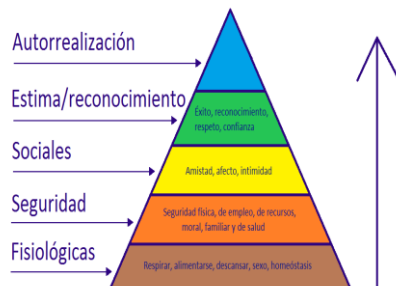 Autorrealización
Estima/reconocimiento
Éxito, reconocimiento,
respeto, confianza
Sociales
Amistad, afecto, intimidad
Seguridad
Seguridad física, de empleo, de recursos,
moral, familiar y de salud
Fisiológicas
Respirar, alimentarse, descansar, sexo, homeóstasis